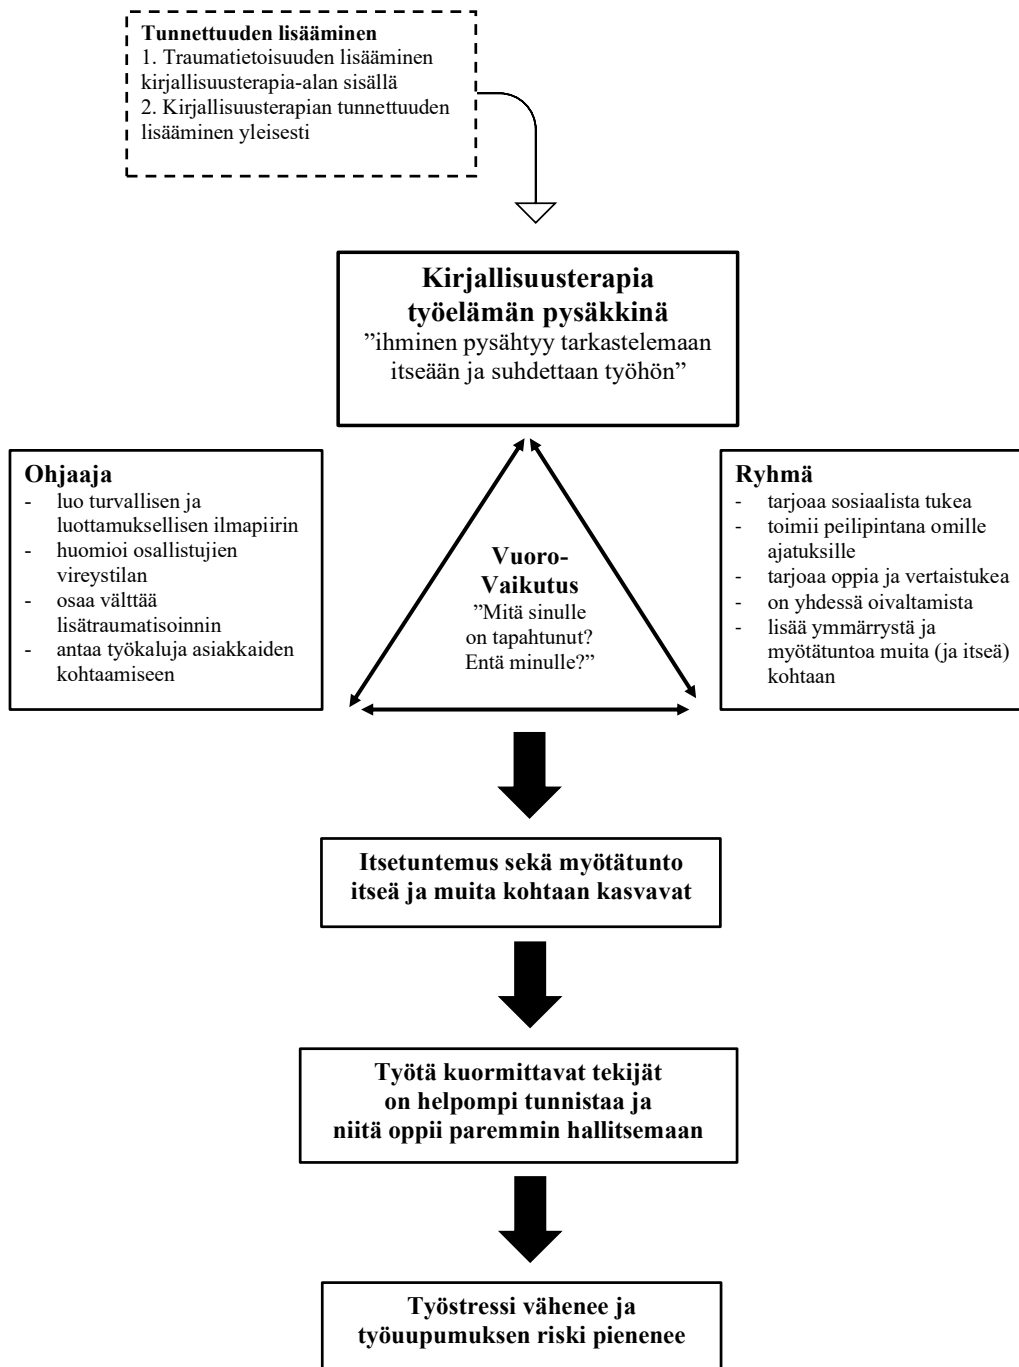 Tunnettuuden lisääminen
1. Traumatietoisuuden lisääminen
kirjallisuusterapia-alan sisällä
2. Kirjallisuusterapian tunnettuuden
lisääminen yleisesti
Kirjallisuusterapia
työelämän pysäkkinä
”ihminen pysähtyy tarkastelemaan
itseään ja suhdettaan työhön”
Ohjaaja
- luo turvallisen ja
luottamuksellisen ilmapiirin
- huomioi osallistujien
vireystilan
- osaa välttää
lisätraumatisoinnin
- antaa työkaluja asiakkaiden
kohtaamiseen
Vuoro-
Vaikutus
”Mitä sinulle
on tapahtunut?
Entä minulle?”
Ryhmä
- tarjoaa sosiaalista tukea
- toimii peilipintana omille
ajatuksille
- tarjoaa oppia ja vertaistukea
- on yhdessä oivaltamista
- lisää ymmärrystä ja
myötätuntoa muita (ja itseä)
kohtaan
Itsetuntemus sekä myötätunto
itseä ja muita kohtaan kasvavat
Työtä kuormittavat tekijät
on helpompi tunnistaa ja
niitä oppii paremmin hallitsemaan
Työstressi vähenee ja
työuupumuksen riski pienenee